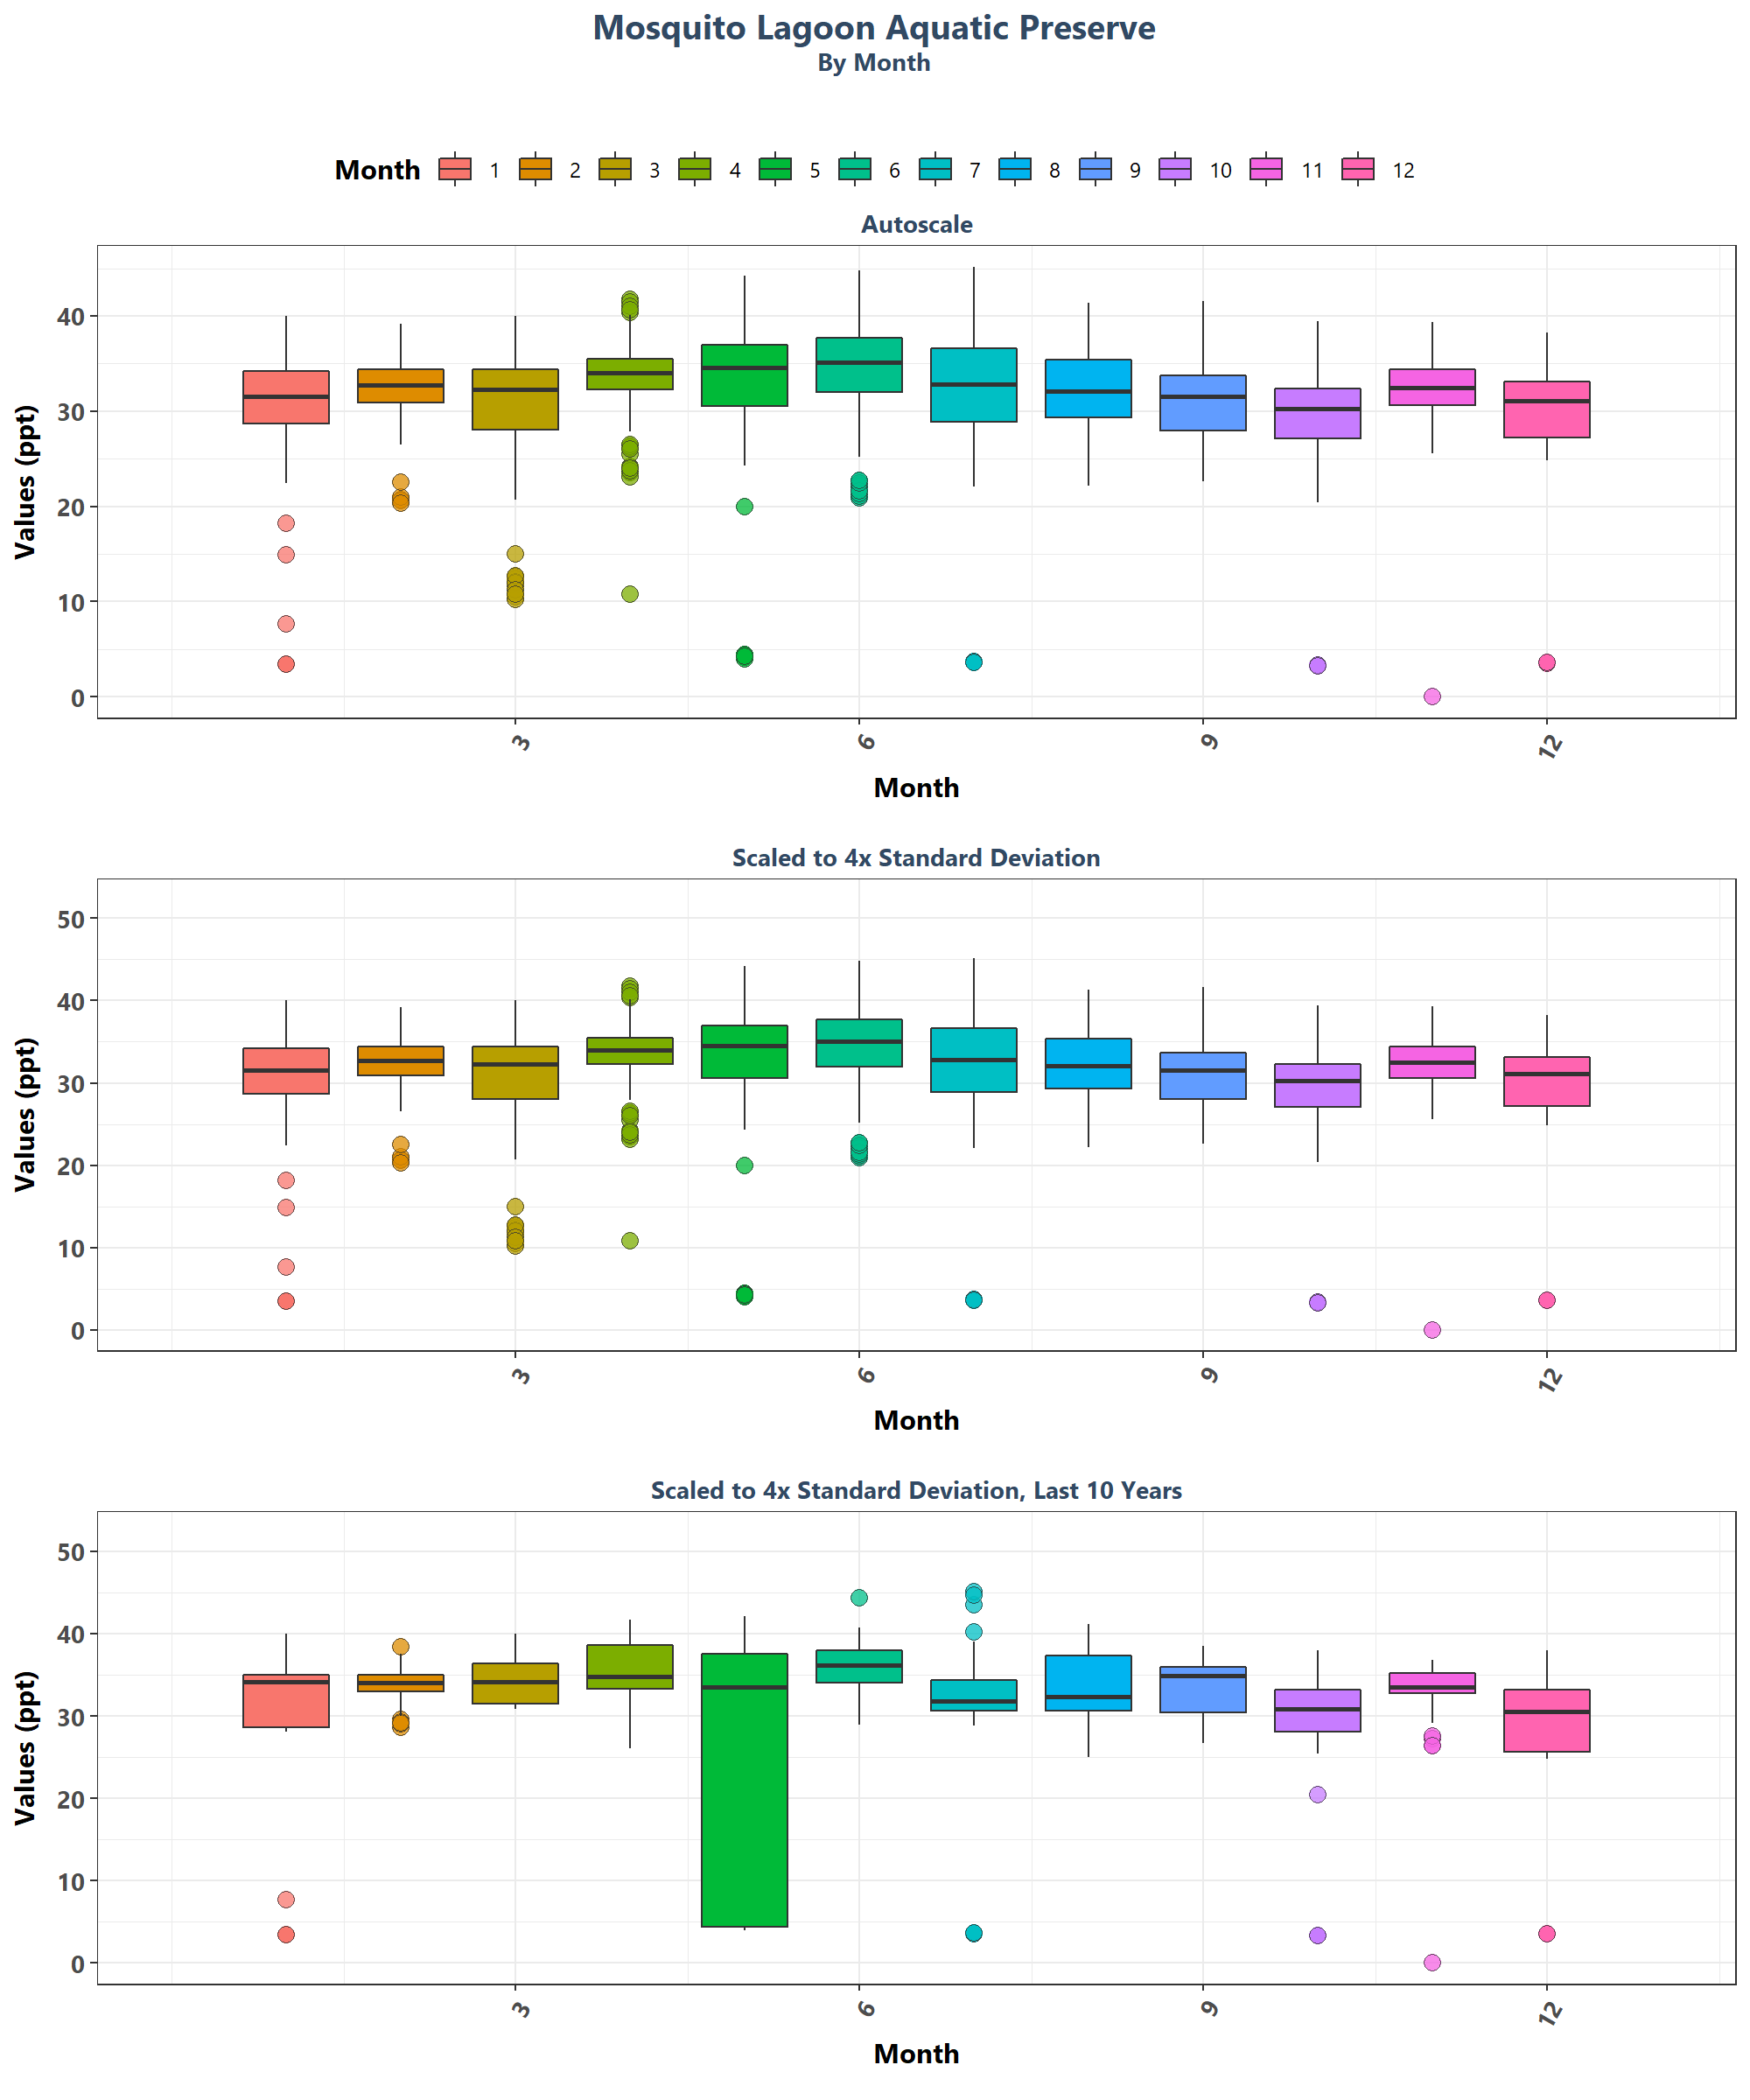 Mosquito Lagoon Aquatic Preserve
By Month
Month 1 2 3 4 5 6 7 8 9 10 11 12
Autoscale
Values (ppt)
40
30
20
10
0
3 6 9 12
Month
Scaled to 4x Standard Deviation
Values (ppt)
50
40
30
20
10
0
3 6 9 12
Month
Scaled to 4x Standard Deviation, Last 10 Years
Values (ppt)
50
40
30
20
10
0
3 6 9 12
Month